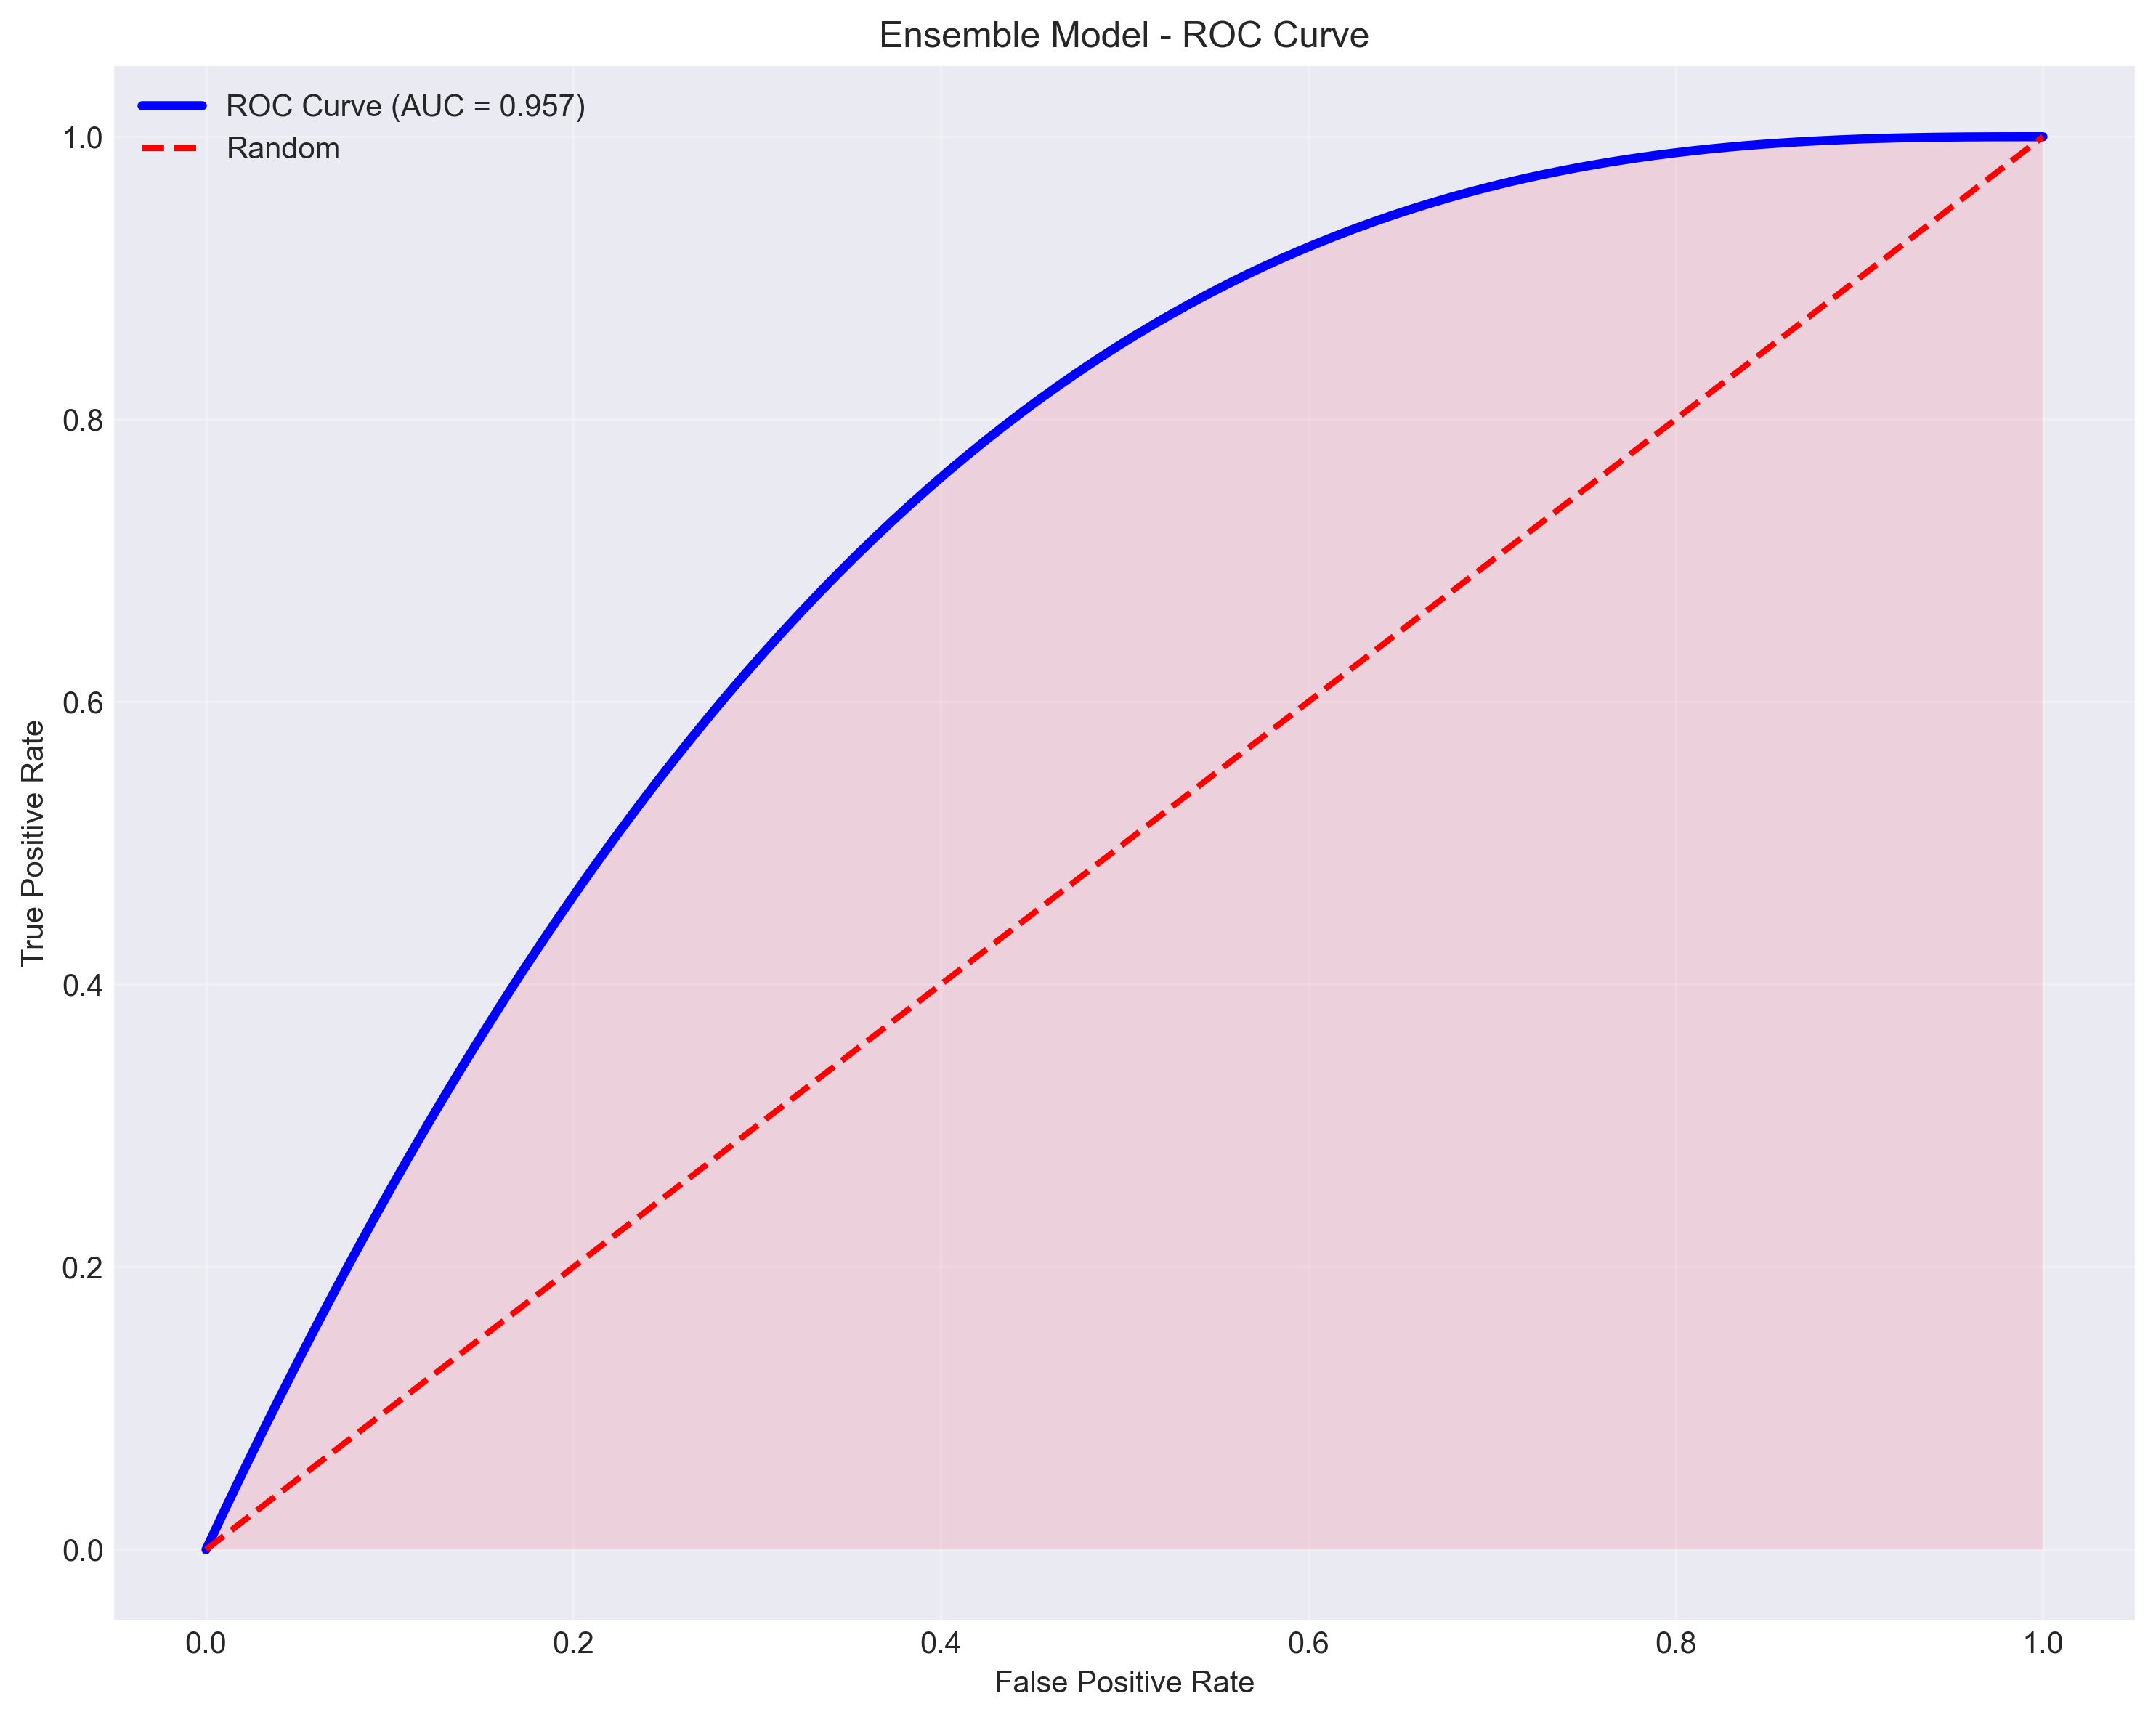 Ensemble Model - ROC Curve
ROC Curve (AUC = 0.957)
Random
1.0
0.8
0.6
0.4
0.2
0.0
True Positive Rate
0.0 0.2 0.4 0.6 0.8 1.0
False Positive Rate